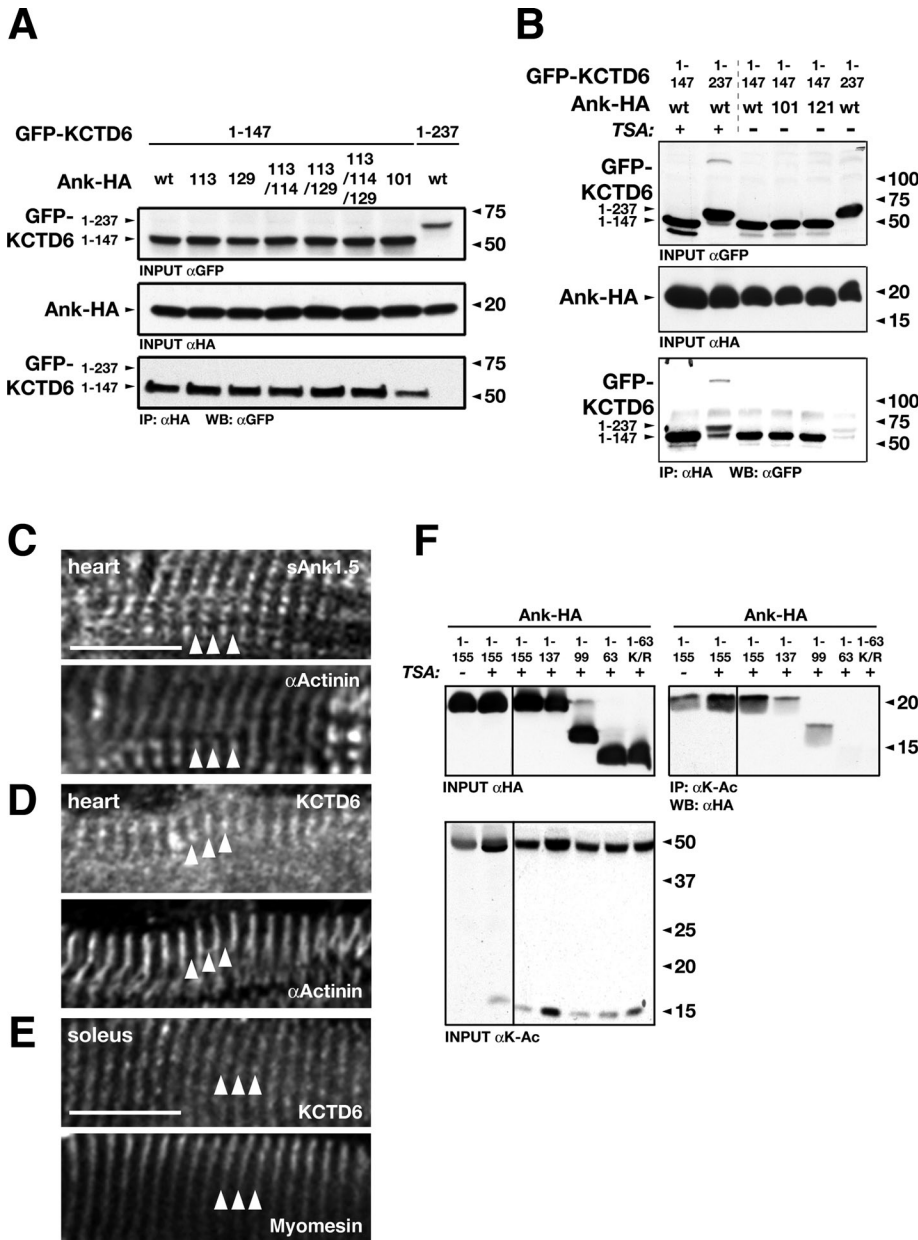 A
GFP-KCTD6 1-147 1-237
Ank-HA wt 113 129 113/114 113/129 113/114/129 101 wt
GFP-KCTD6 1-237 ► 1-147 ► ◄ 75 ◄ 50
INPUT αGFP
Ank-HA ► ◄ 20
INPUT αHA
GFP-KCTD6 1-237 ► 1-147 ► ◄ 75 ◄ 50
IP: αHA WB: αGFP
B
GFP-KCTD6 1-147 1-237 1-147 1-147 1-147 1-237
Ank-HA wt wt wt 101 121 wt
TSA: + + - - - -
GFP-KCTD6 1-237 ► 1-147 ► ◄ 100 ◄ 75 ◄ 50
INPUT αGFP
Ank-HA ► ◄ 20 ◄ 15
INPUT αHA
GFP-KCTD6 1-237 ► 1-147 ► ◄ 100 ◄ 75 ◄ 50
IP: αHA WB: αGFP
C
heart sAnk1.5
αActinin
D
heart KCTD6
αActinin
E
soleus
KCTD6
Myomesin
F
Ank-HA
1-155 1-155 1-155 1-137 1-99 1-63 1-63 K/R
TSA: - + + + + + +
INPUT αHA
Ank-HA
1-155 1-155 1-155 1-137 1-99 1-63 1-63 K/R
- + + + + + +
◄ 20
◄ 15
IP: αK-Ac
WB: αHA
◄ 50
◄ 37
◄ 25
◄ 20
◄ 15
INPUT αK-Ac